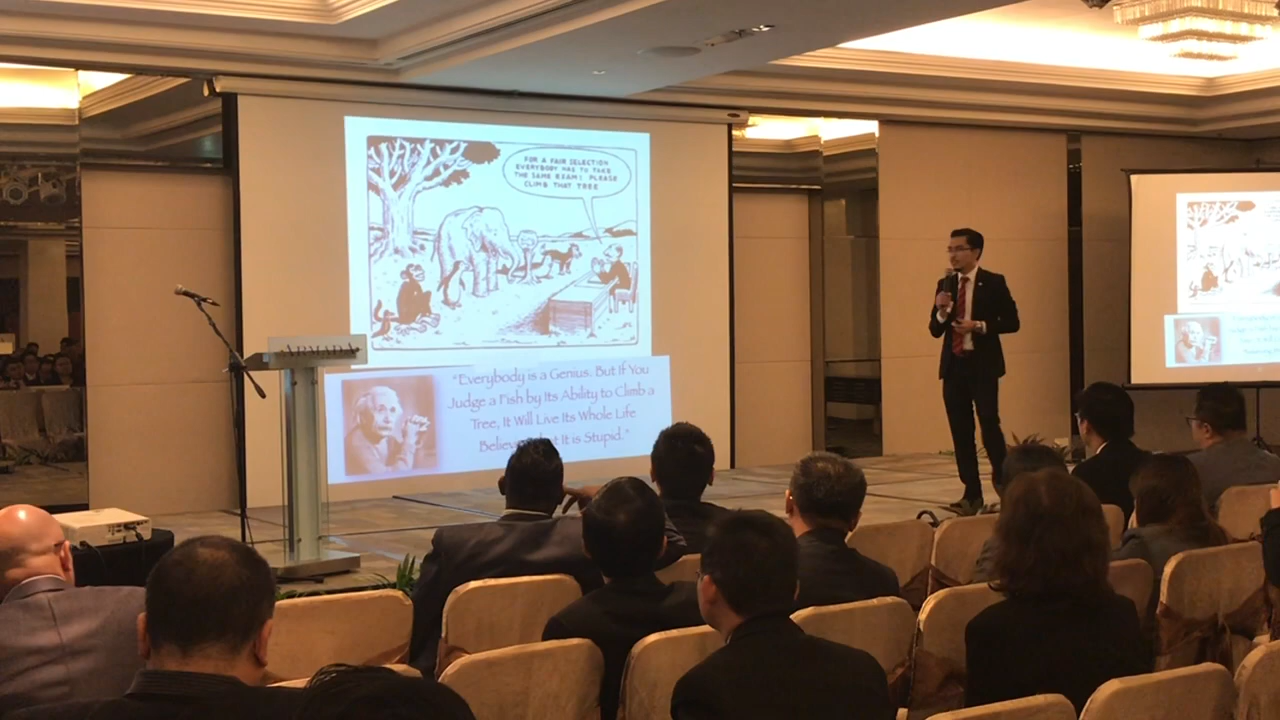 FOR A FAIR SELECTION
EVERYBODY HAS TO TAKE
THE SAME EXAM: PLEASE
CLIMB THAT TREE
ARMADA
"Everybody is a Genius. But If You
Judge a Fish by Its Ability to Climb a
Tree, It Will Live Its Whole Life
It is Stupid."